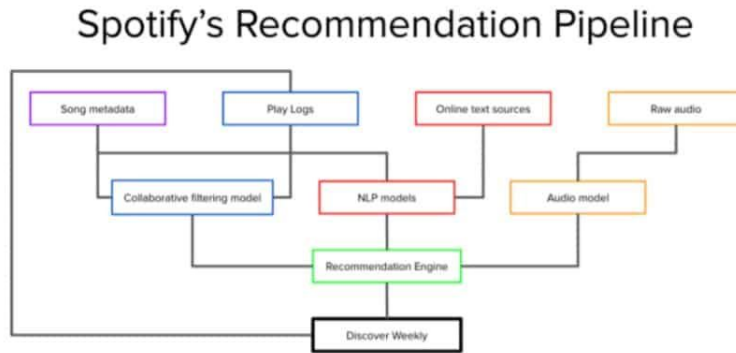 Spotify’s Recommendation Pipeline
Song metadata
Play Logs
Online text sources
Raw audio
Collaborative filtering model
NLP models
Audio model
Recommendation Engine
Discover Weekly